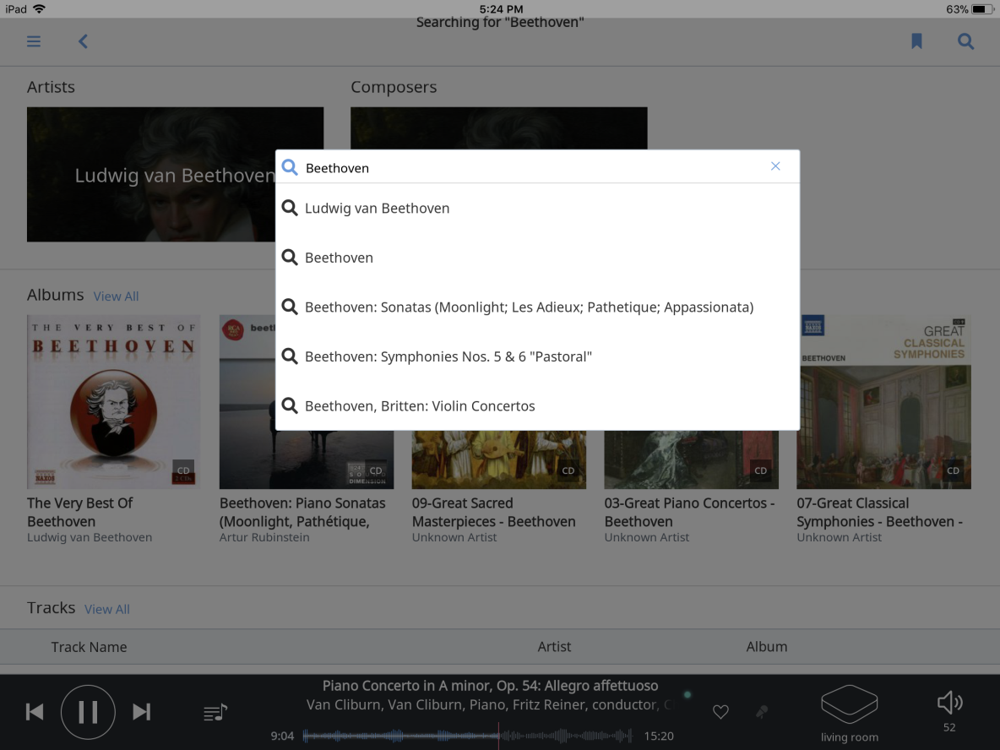 iPad
5:24 PM
63%
Searching for "Beethoven"
Artists
Composers
Ludwig van Beethoven
Beethoven
Ludwig van Beethoven
Beethoven
Beethoven: Sonatas (Moonlight; Les Adieux; Pathetique; Appassionata)
Beethoven: Symphonies Nos. 5 & 6 "Pastoral"
Beethoven, Britten: Violin Concertos
Albums View All
THE VERY BEST OF
BEETHOVEN
NAXOS
CD
beet
CD
DIMENSION
CD
CD
NAXOS
GREAT
CLASSICAL
SYMPHONIES
BEETHOVEN
CD
The Very Best Of
Beethoven
Ludwig van Beethoven
Beethoven: Piano Sonatas
(Moonlight, Pathétique,
Artur Rubinstein
09-Great Sacred
Masterpieces - Beethoven
Unknown Artist
03-Great Piano Concertos -
Beethoven
Unknown Artist
07-Great Classical
Symphonies - Beethoven -
Unknown Artist
Tracks View All
Track Name
Artist
Album
Piano Concerto in A minor, Op. 54: Allegro affettuoso
Van Cliburn, Van Cliburn, Piano, Fritz Reiner, conductor, C
9:04
15:20
living room
52